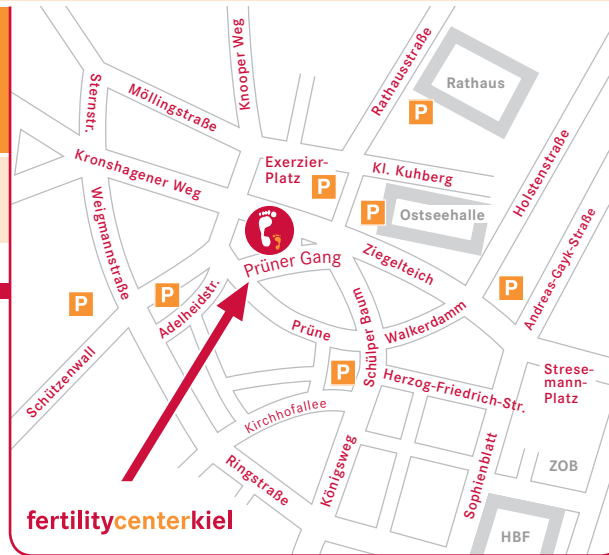 Sternstr.
Möllingstraße
Knooper Weg
Rathausstraße
Rathaus
P
Kronshagener Weg
Exerzier-
Platz
P
Kl. Kuhberg
Holstenstraße
Weigmannstraße
P
Ostseehalle
Prüner Gang
Ziegelteich
Andreas-Gayk-Straße
P
P
P
Adelheidstr.
Prüne
Schülper Baum
Walkerdamm
Schützenwall
P
Herzog-Friedrich-Str.
Strese-
mann-
Platz
Kirchhofallee
Ringstraße
Königsweg
Sophienblatt
ZOB
fertilitycenterkiel
HBF